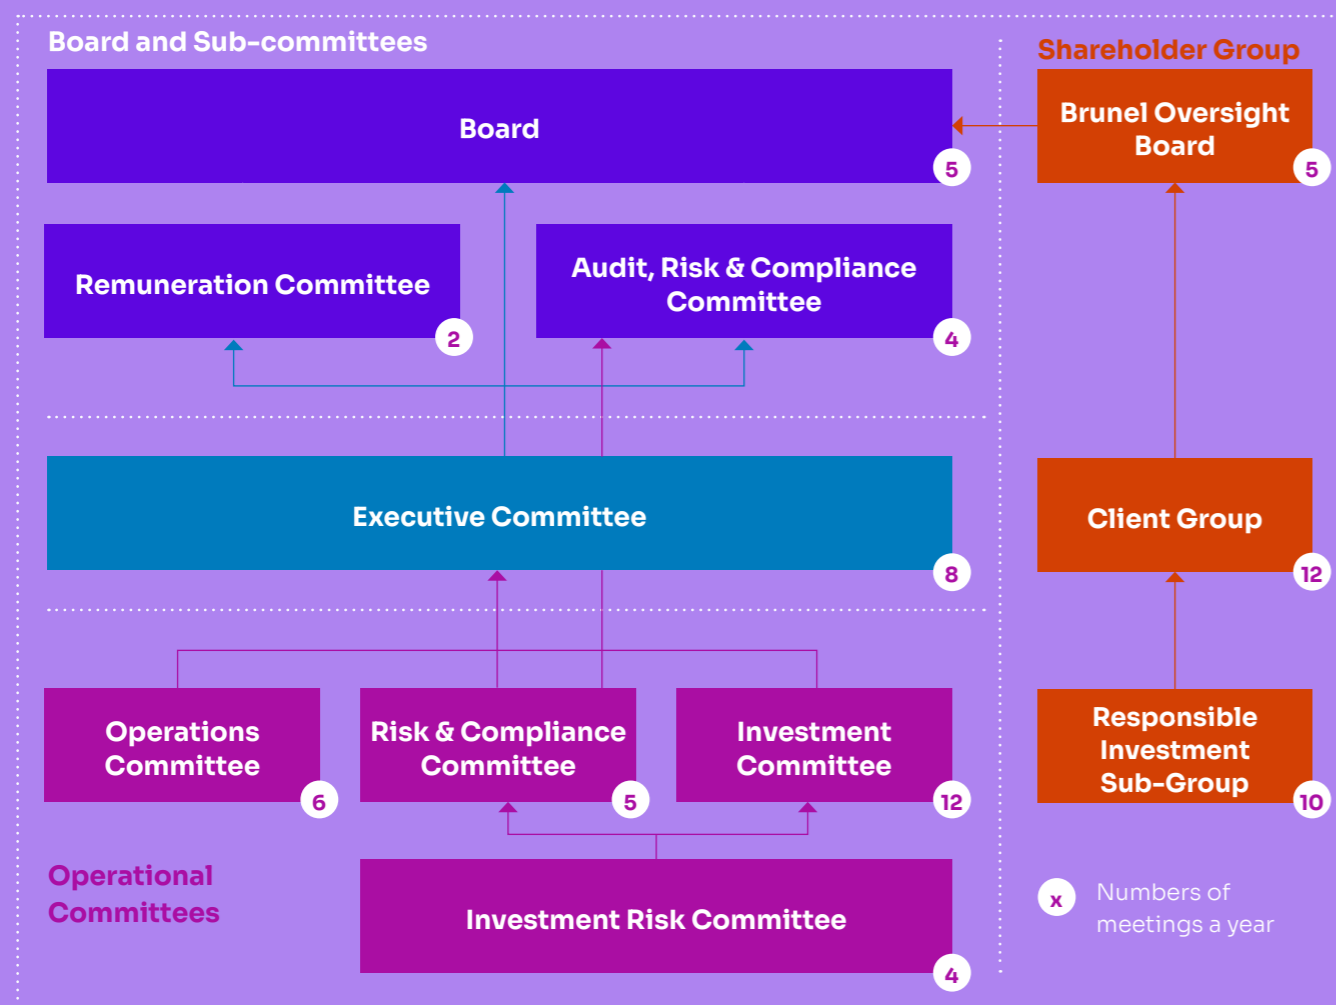 Board and Sub-committees
Shareholder Group
Board
5
Brunel Oversight
Board
5
Remuneration Committee
2
Audit, Risk & Compliance
Committee
4
Executive Committee
8
Client Group
12
Operations
Committee
6
Risk & Compliance
Committee
5
Investment
Committee
12
Responsible
Investment
Sub-Group
10
Operational
Committees
Investment Risk Committee
4
x
Numbers of
meetings a year